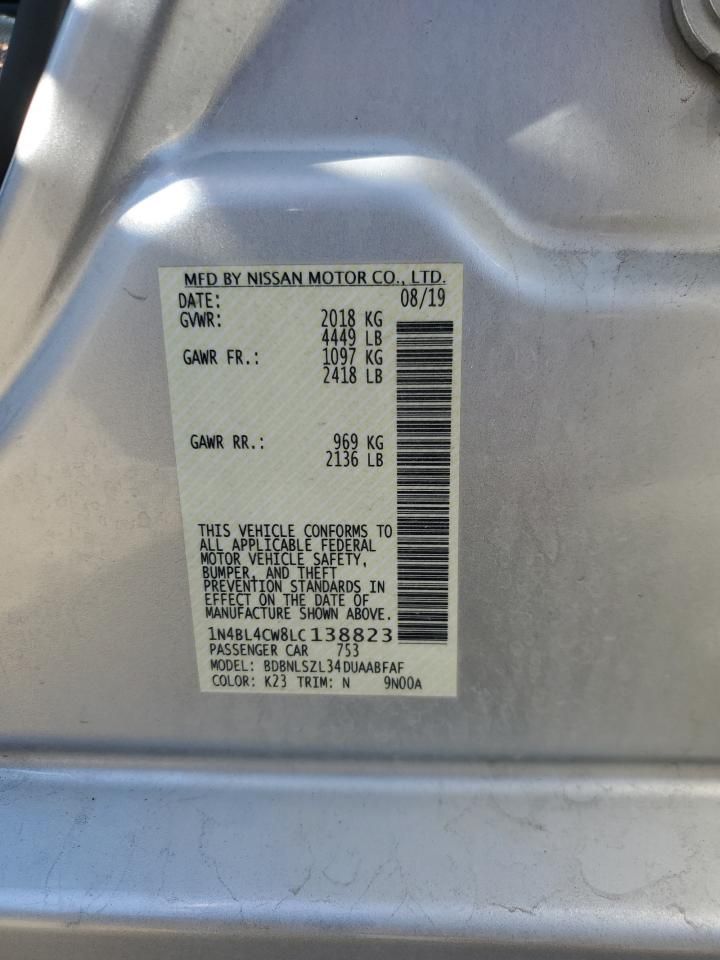 MFD BY NISSAN MOTOR CO., LTD.
DATE: 08/19
GVWR: 2018 KG
4449 LB
GAWR FR.: 1097 KG
2418 LB
GAWR RR.: 969 KG
2136 LB
THIS VEHICLE CONFORMS TO
ALL APPLICABLE FEDERAL
MOTOR VEHICLE SAFETY,
BUMPER, AND THEFT
PREVENTION STANDARDS IN
EFFECT ON THE DATE OF
MANUFACTURE SHOWN ABOVE.
1N4BL4CW8LC138823
PASSENGER CAR 753
MODEL: BDBNLSZL34DUAABFAF
COLOR: K23 TRIM: N 9N00A